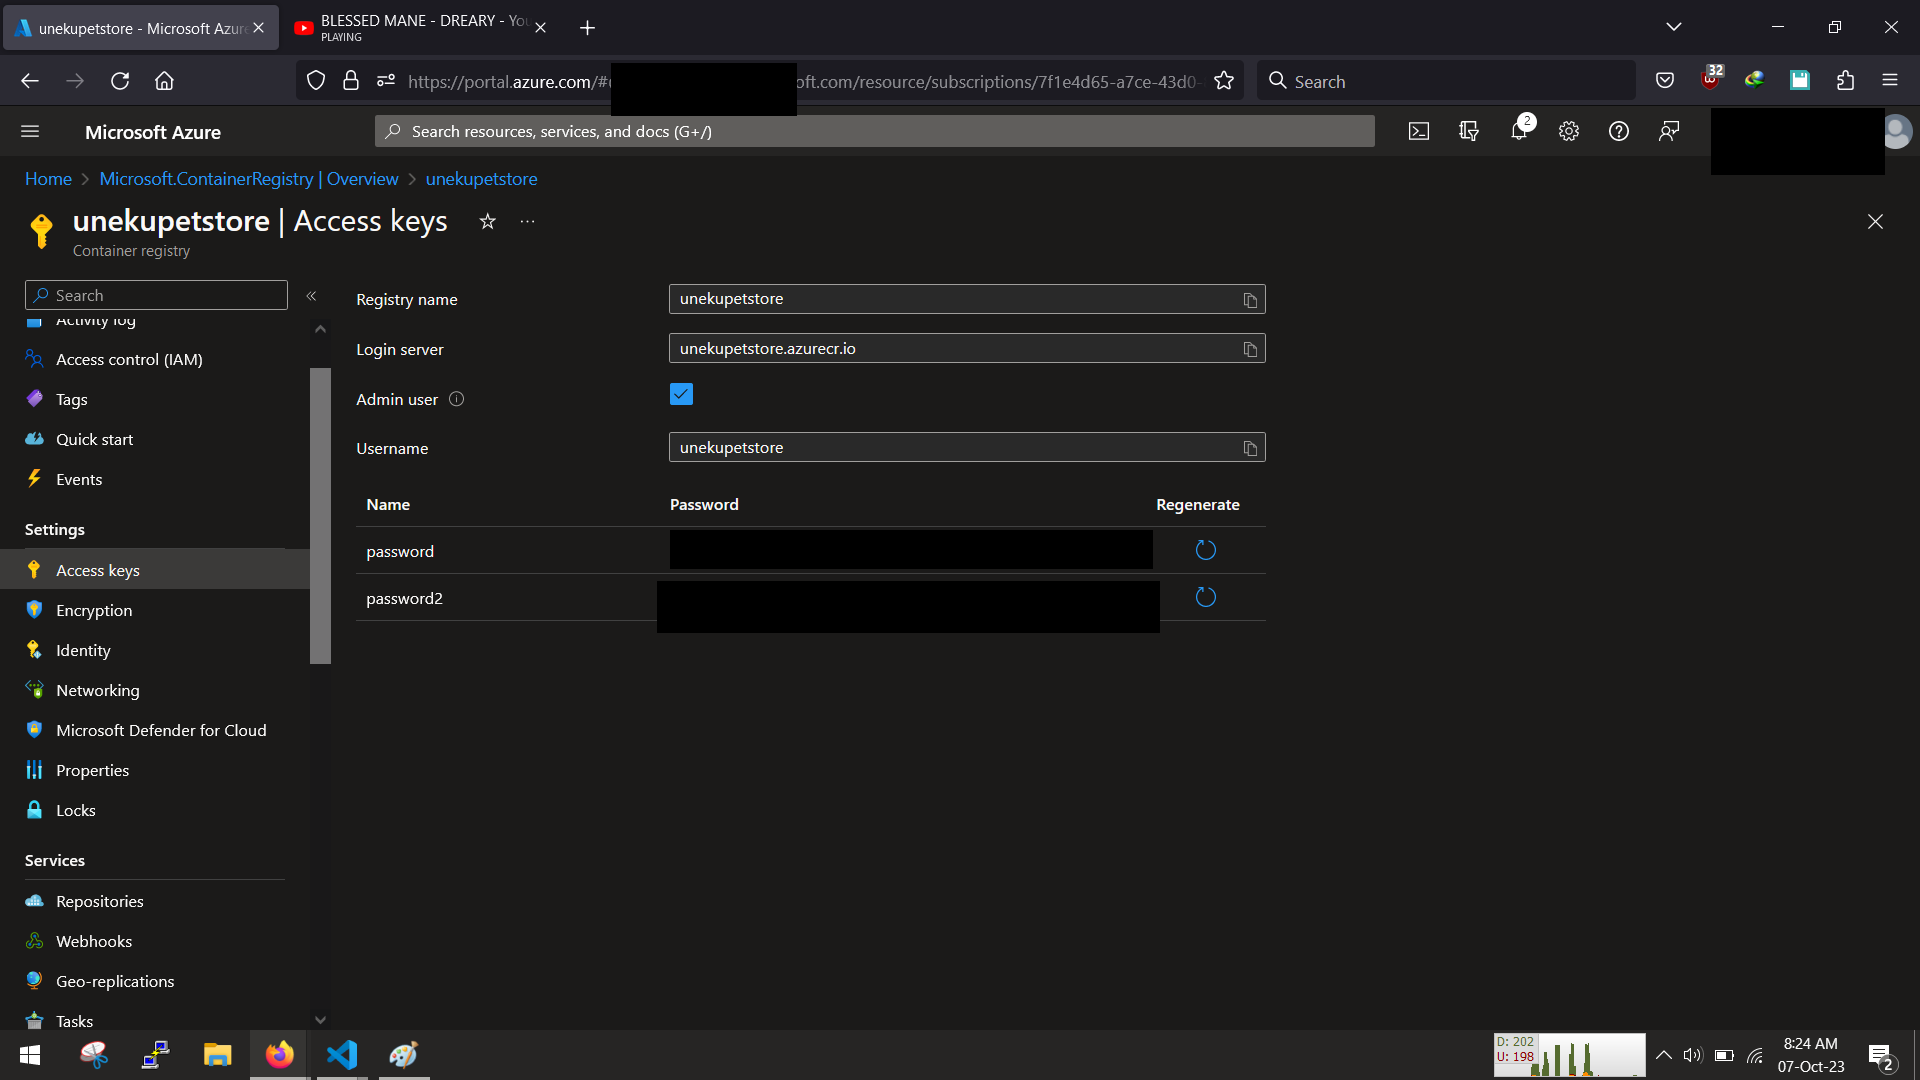 unekupetstore - Microsoft Azure
BLESSED MANE - DREARY - You
PLAYING
https://portal.azure.com/#
oft.com/resource/subscriptions/7f1e4d65-a7ce-43d0-
Search
32
Microsoft Azure
Search resources, services, and docs (G+/)
2
Home > Microsoft.ContainerRegistry | Overview > unekupetstore
unekupetstore | Access keys
Container registry
Search
Activity log
Access control (IAM)
Tags
Quick start
Events
Settings
Access keys
Encryption
Identity
Networking
Microsoft Defender for Cloud
Properties
Locks
Services
Repositories
Webhooks
Geo-replications
Tasks
Registry name
unekupetstore
Login server
unekupetstore.azurecr.io
Admin user
Username
unekupetstore
Name Password Regenerate
password
password2
D: 202
U: 198
8:24 AM
07-Oct-23
2